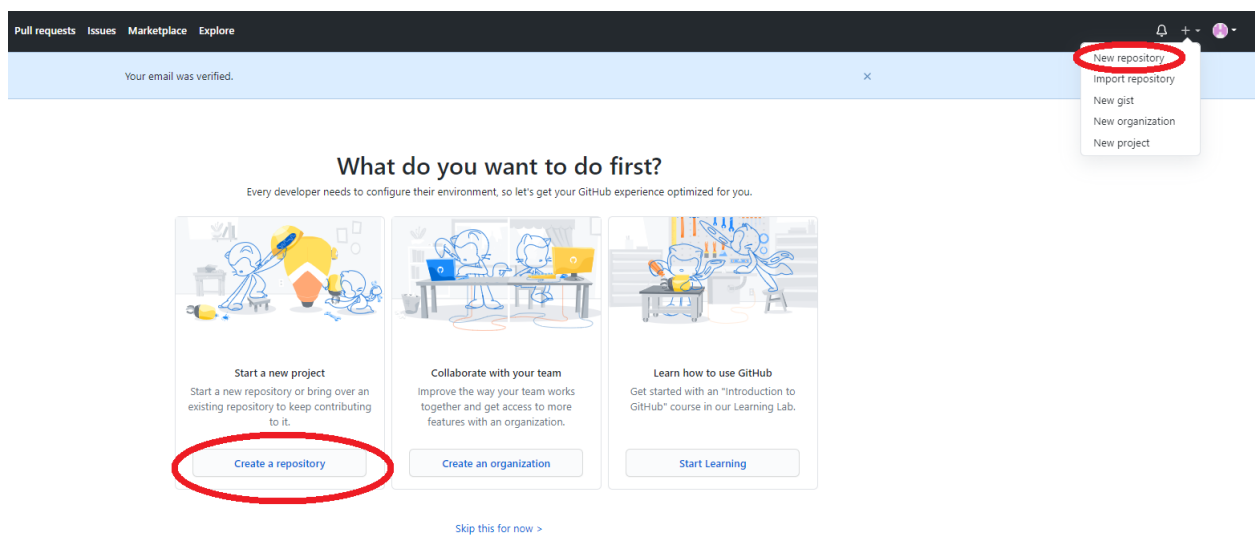 Pull requests Issues Marketplace Explore
New repository
Import repository
New gist
New organization
New project
Your email was verified.
What do you want to do first?
Every developer needs to configure their environment, so let's get your GitHub experience optimized for you.
Start a new project
Start a new repository or bring over an
existing repository to keep contributing
to it.
Create a repository
Collaborate with your team
Improve the way your team works
together and get access to more
features with an organization.
Create an organization
Learn how to use GitHub
Get started with an "Introduction to
GitHub" course in our Learning Lab.
Start Learning
Skip this for now >